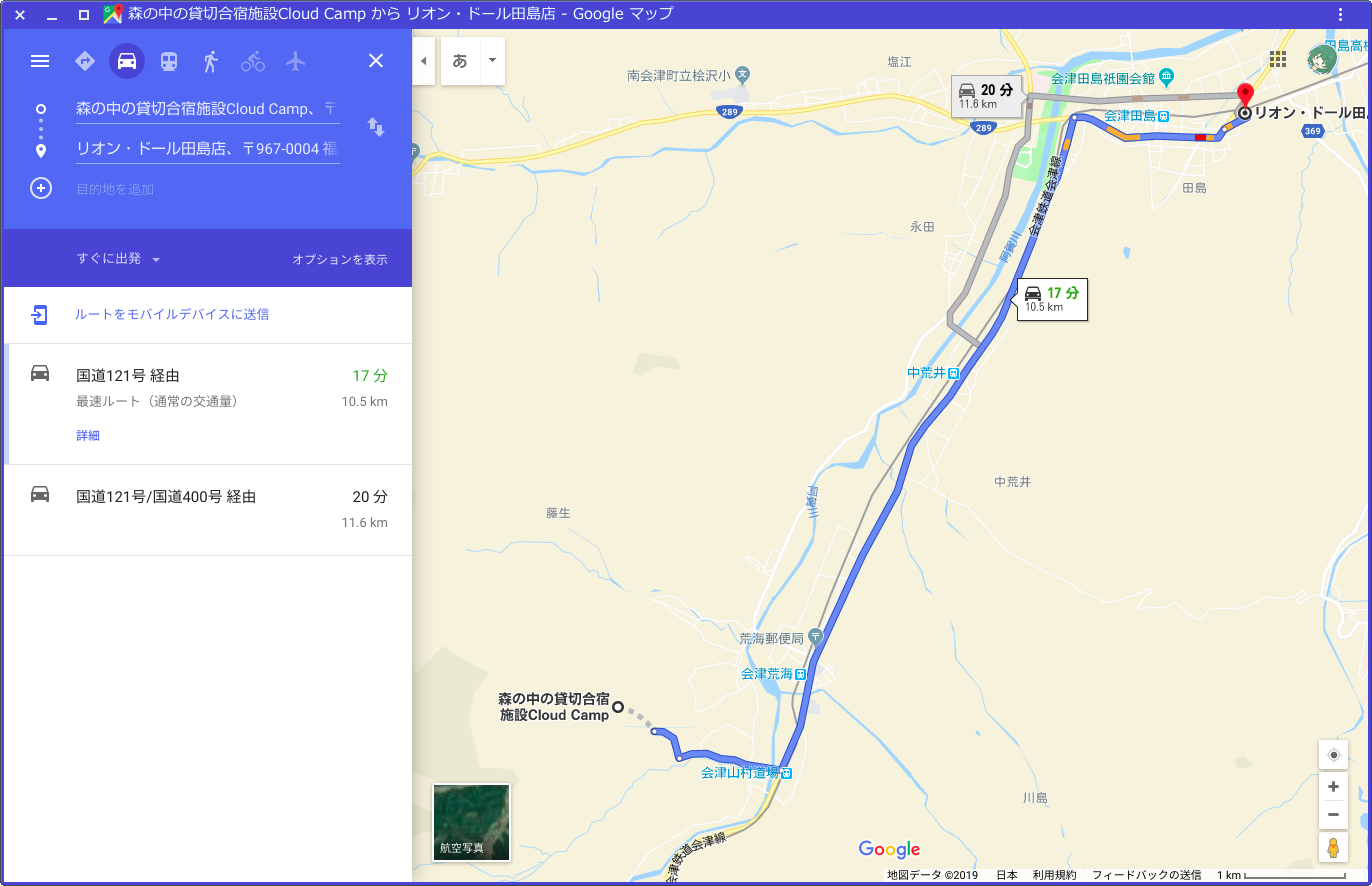 森の中の貸切合宿施設Cloud Camp から リオン・ドール田島店 - Google マップ
森の中の貸切合宿施設Cloud Camp、〒
リオン・ドール田島店、〒967-0004 福
目的地を追加
すぐに出発
オプションを表示
ルートをモバイルデバイスに送信
国道121号 経由
17 分
最速ルート（通常の交通量）
10.5 km
詳細
国道121号/国道400号 経由
20 分
11.6 km
あ
南会津町立桧沢小
文
塩江
289
20 分
11.6 km
会津田島祇園会館
田島高校
289
会津田島
リオン・ドール田島
369
田島
会津鉄道会津線
永田
阿賀川
17 分
10.5 km
中荒井
中荒井
阿賀川
藤生
荒海郵便局
会津荒海
森の中の貸切合宿
施設Cloud Camp
会津山村道場
川島
航空写真
会津鉄道会津線
Google
地図データ ©2019 日本 利用規約 フィードバックの送信 1 km